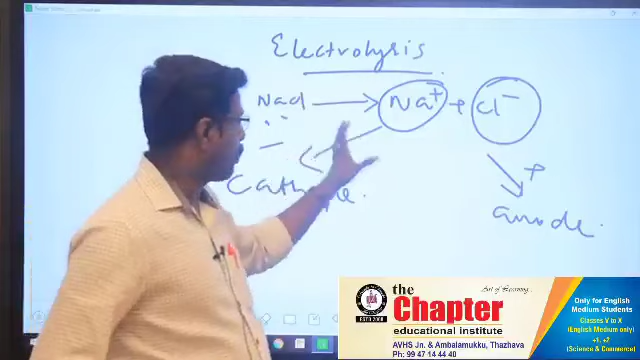 Electrolysis
NaCl → Na⁺ + Cl⁻
−
Cathode.
+
anode.
the
Art of Learning..
Chapter
educational institute
AVHS Jn. & Ambalamukku, Thazhava
Ph: 99 47 14 44 40
Only for English
Medium Students
Classes V to X
(English Medium only)
+1, +2
(Science & Commerce)